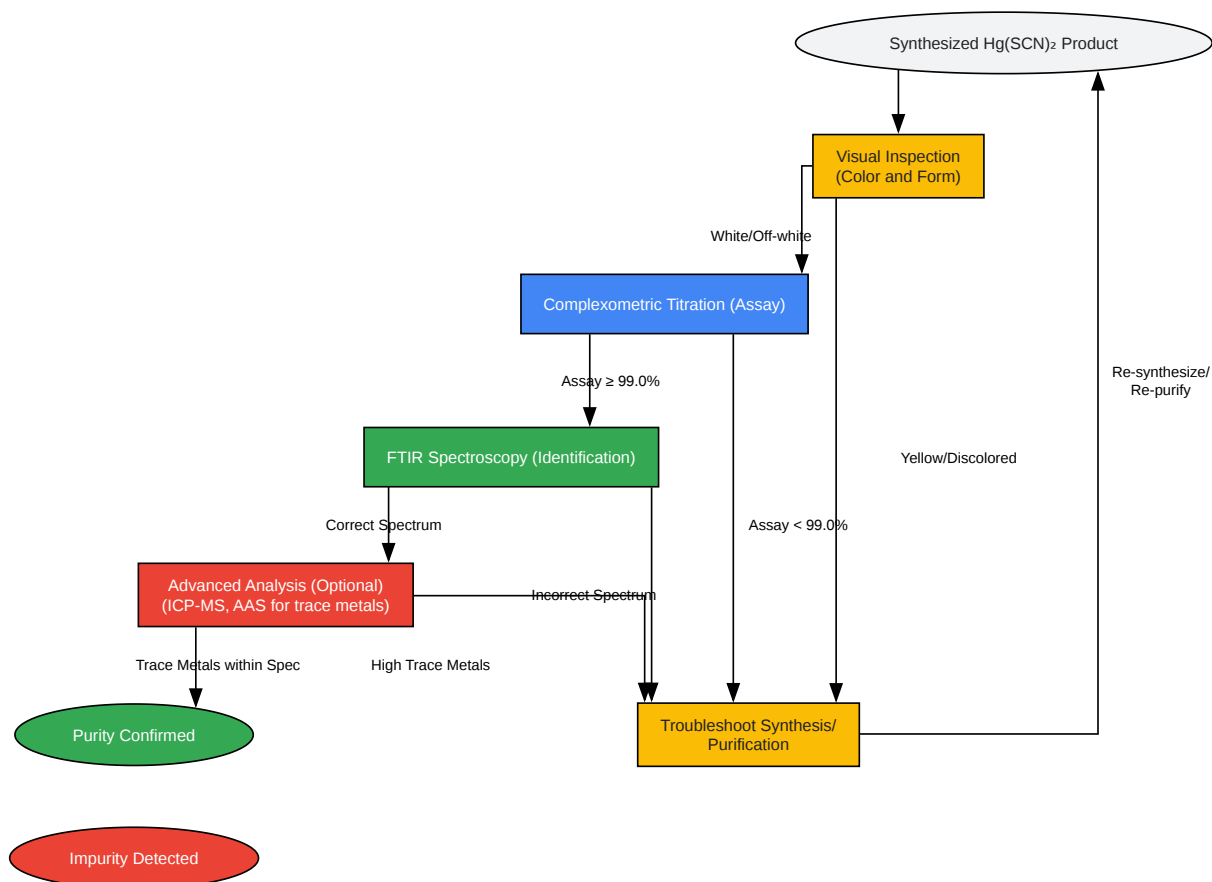 Synthesized Hg(SCN)₂ Product
Visual Inspection
(Color and Form)
White/Off-white
Complexometric Titration (Assay)
Re-synthesize/
Re-purify
Assay ≥ 99.0%
FTIR Spectroscopy (Identification)
Yellow/Discolored
Correct Spectrum
Assay < 99.0%
Advanced Analysis (Optional)
(ICP-MS, AAS for trace metals)
Incorrect Spectrum
Trace Metals within Spec
High Trace Metals
Purity Confirmed
Troubleshoot Synthesis/
Purification
Impurity Detected